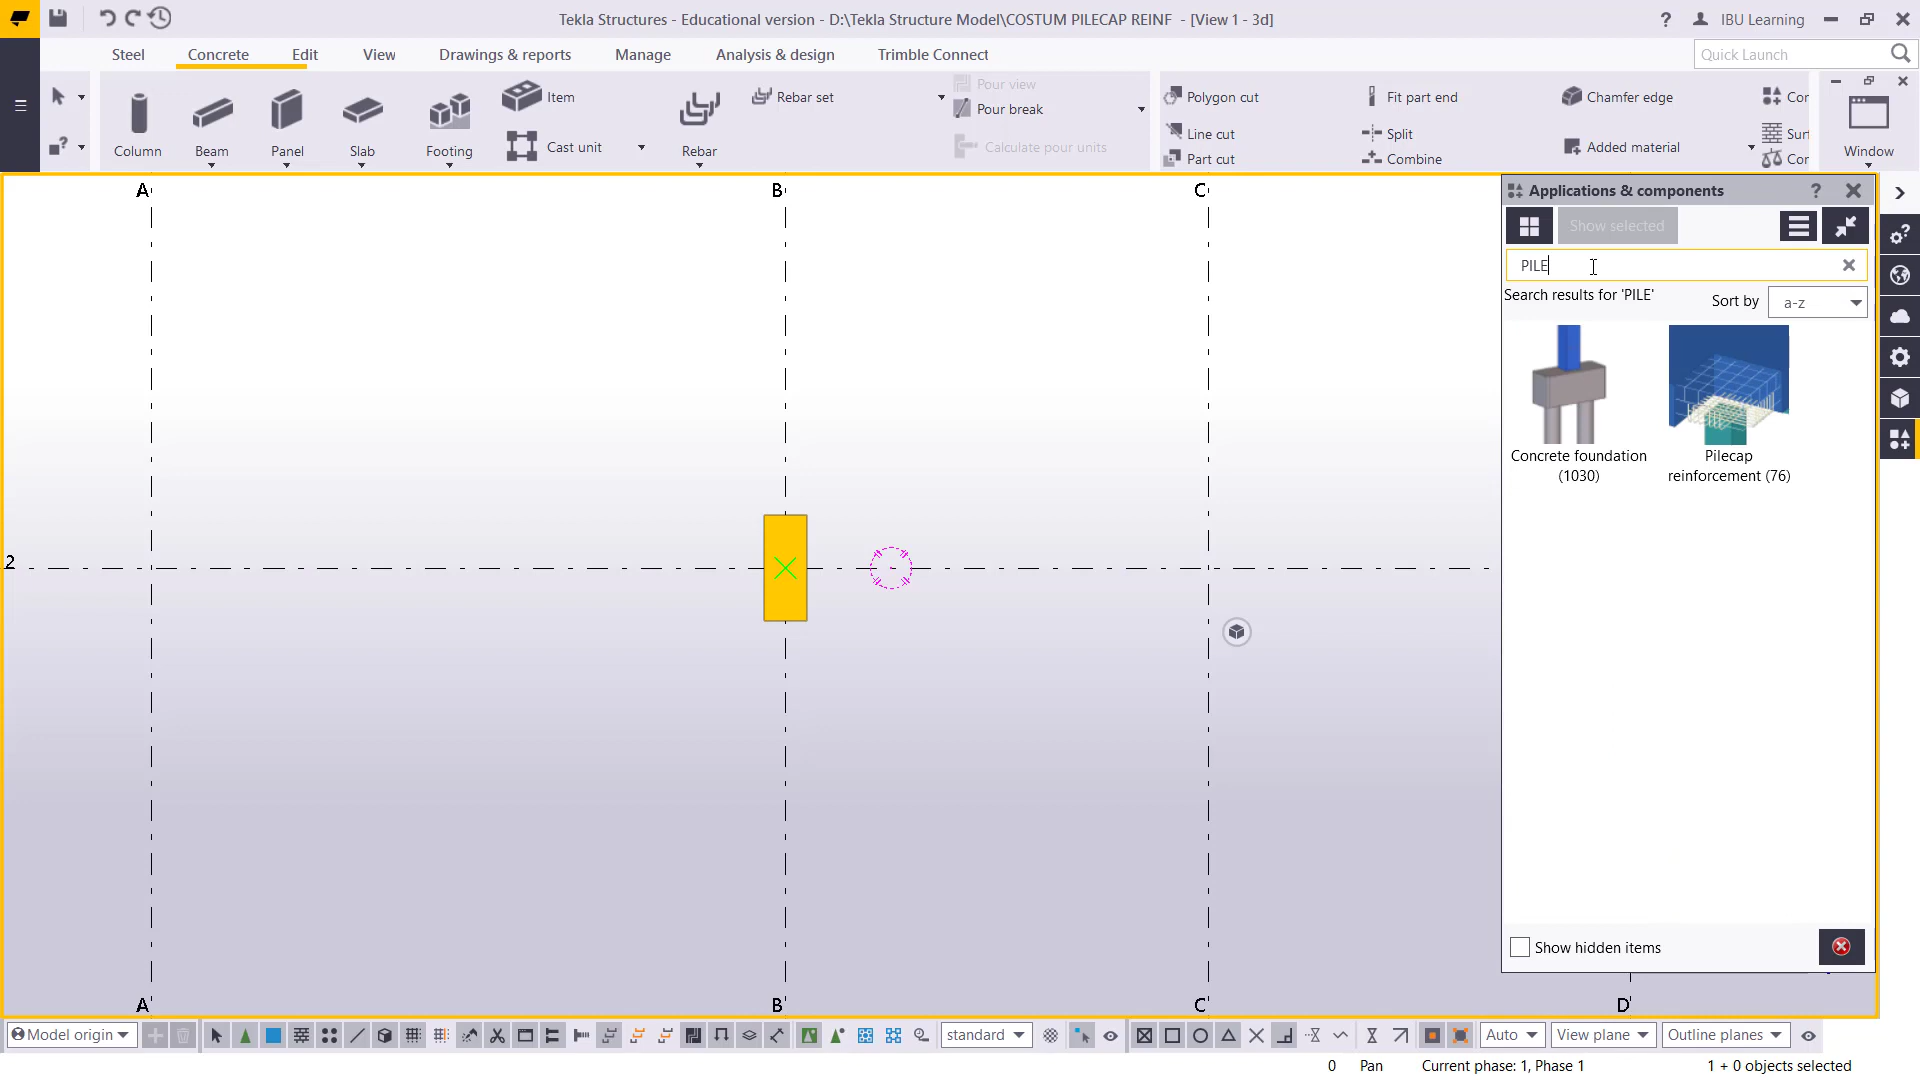 Tekla Structures - Educational version - D:\Tekla Structure Model\COSTUM PILECAP REINF - [View 1 - 3d]
? IBU Learning
Steel Concrete Edit View Drawings & reports Manage Analysis & design Trimble Connect
Quick Launch
Column
Beam
Panel
Slab
Footing
Item
Cast unit
Rebar
Rebar set
Pour view
Pour break
Calculate pour units
Polygon cut
Line cut
Part cut
Fit part end
Split
Combine
Chamfer edge
Added material
Cor
Surf
Cor
Window
A B C
2
A B C D
Applications & components ?
Show selected
PILE
Search results for 'PILE' Sort by a-z
Concrete foundation
(1030)
Pilecap
reinforcement (76)
Show hidden items
Model origin standard Auto View plane Outline planes
0 Pan Current phase: 1, Phase 1 1 + 0 objects selected